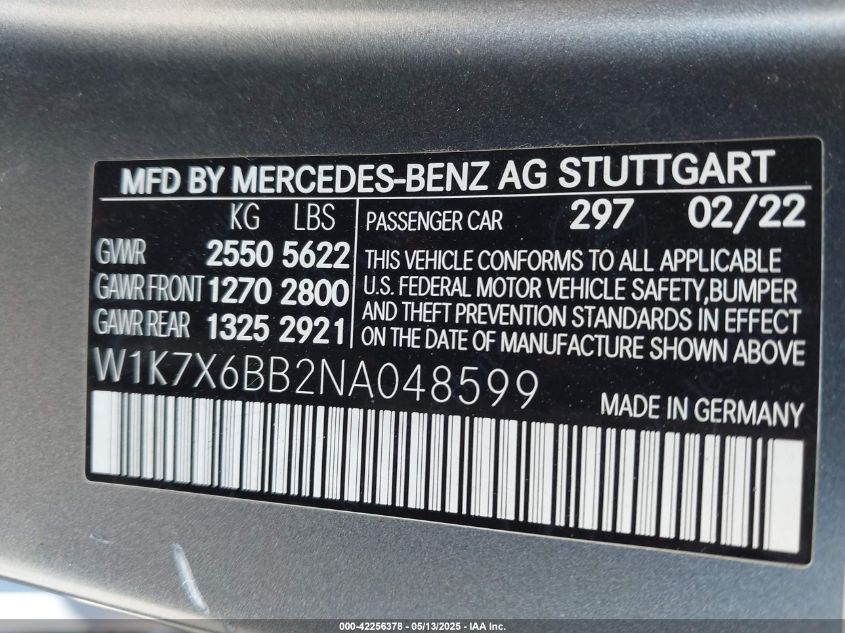 MFD BY MERCEDES-BENZ AG STUTTGART
KG LBS
GVWR 2550 5622
GAWR FRONT 1270 2800
GAWR REAR 1325 2921
PASSENGER CAR 297 02/22
THIS VEHICLE CONFORMS TO ALL APPLICABLE
U.S. FEDERAL MOTOR VEHICLE SAFETY, BUMPER
AND THEFT PREVENTION STANDARDS IN EFFECT
ON THE DATE OF MANUFACTURE SHOWN ABOVE
W1K7X6BB2NA048599
MADE IN GERMANY
000-42256378 - 05/13/2025 - IAA Inc.